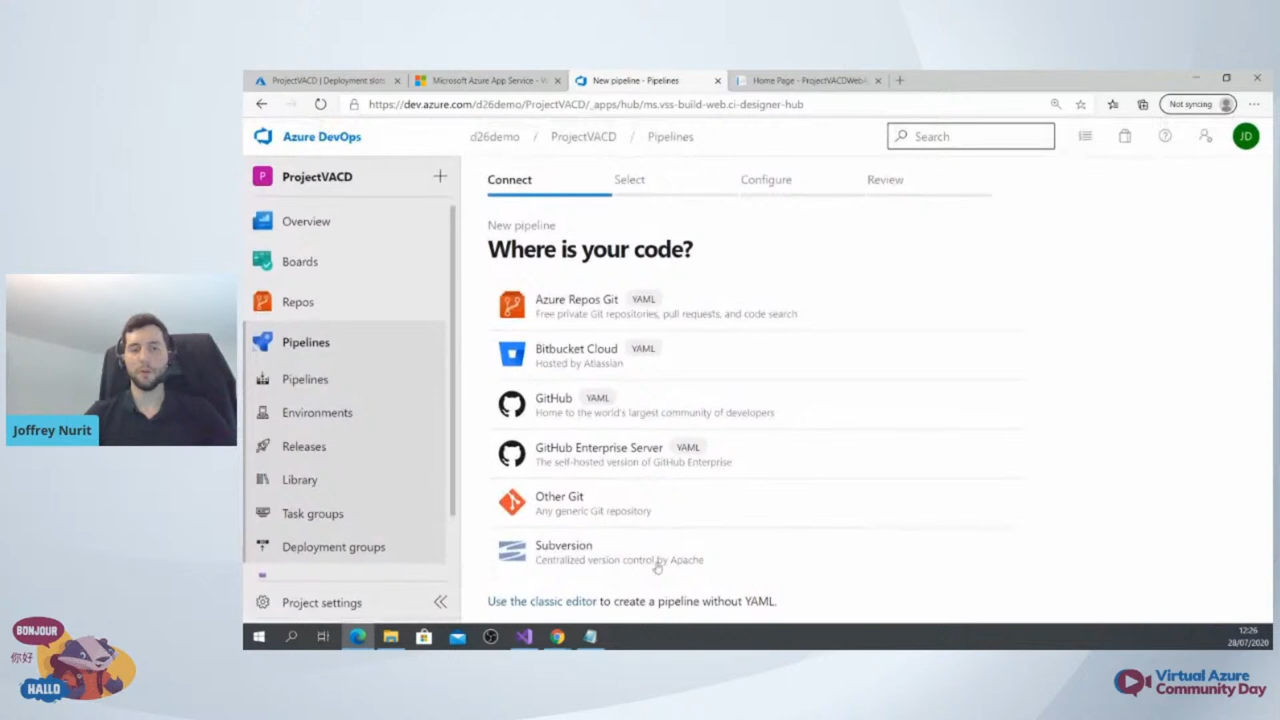 ProjectVACD | Deployment slots
Microsoft Azure App Service - W
New pipeline - Pipelines
Home Page - ProjectVACDWebA
https://dev.azure.com/d26demo/ProjectVACD/_apps/hub/ms.vss-build-web.ci-designer-hub
Not syncing
Azure DevOps
d26demo / ProjectVACD / Pipelines
Search
JD
P
ProjectVACD
Overview
Boards
Repos
Pipelines
Pipelines
Environments
Releases
Library
Task groups
Deployment groups
Project settings
Connect
Select
Configure
Review
New pipeline
Where is your code?
Azure Repos Git YAML
Free private Git repositories, pull requests, and code search
Bitbucket Cloud YAML
Hosted by Atlassian
GitHub YAML
Home to the world's largest community of developers
GitHub Enterprise Server YAML
The self-hosted version of GitHub Enterprise
Other Git
Any generic Git repository
Subversion
Centralized version control by Apache
Use the classic editor to create a pipeline without YAML.
12:26
28/07/2020
Joffrey Nurit
BONJOUR
你好
HALLO
Virtual Azure
Community Day